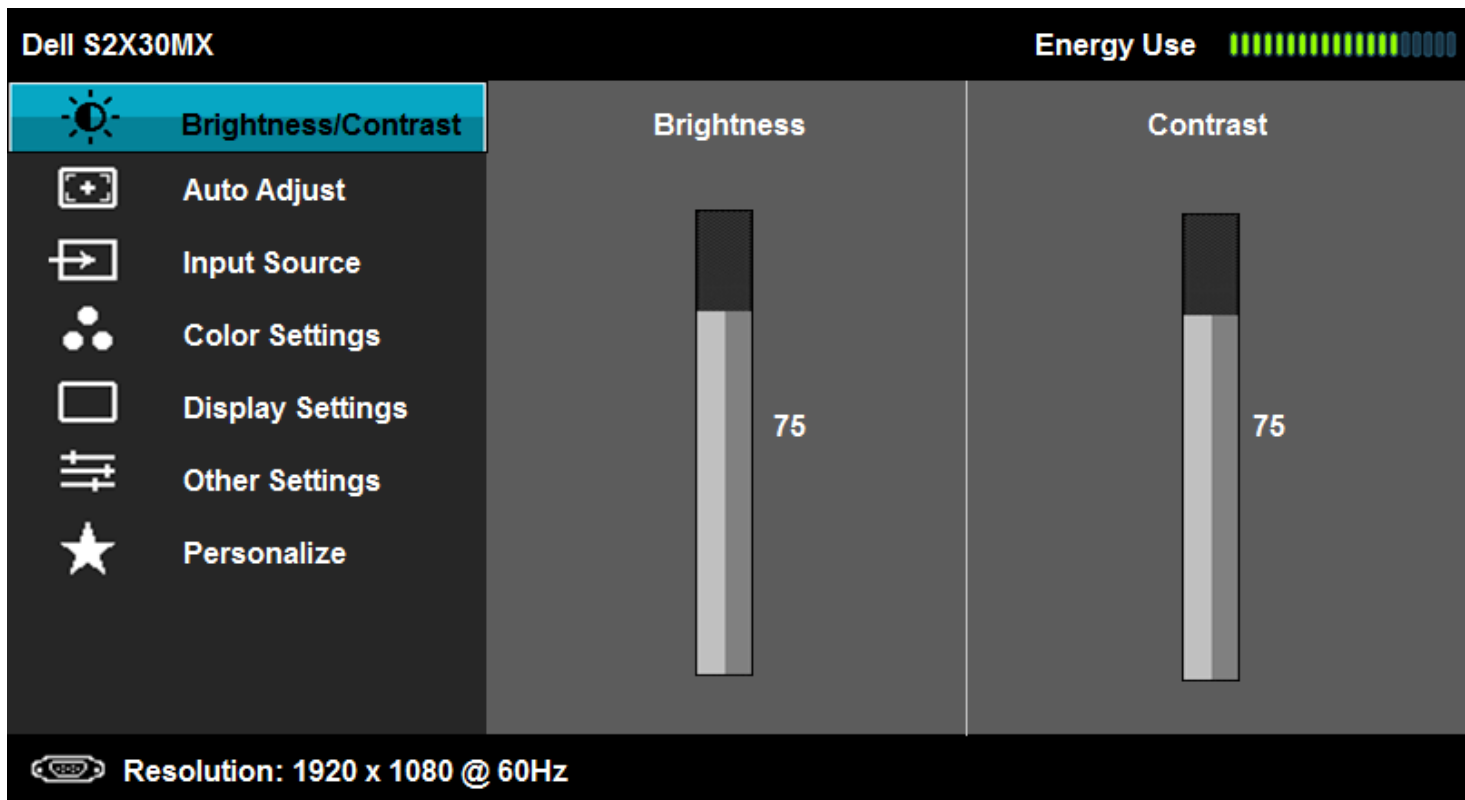 Dell S2X30MX
Energy Use
Brightness/Contrast
Auto Adjust
Input Source
Color Settings
Display Settings
Other Settings
Personalize
Brightness
75
Contrast
75
Resolution: 1920 x 1080 @ 60Hz